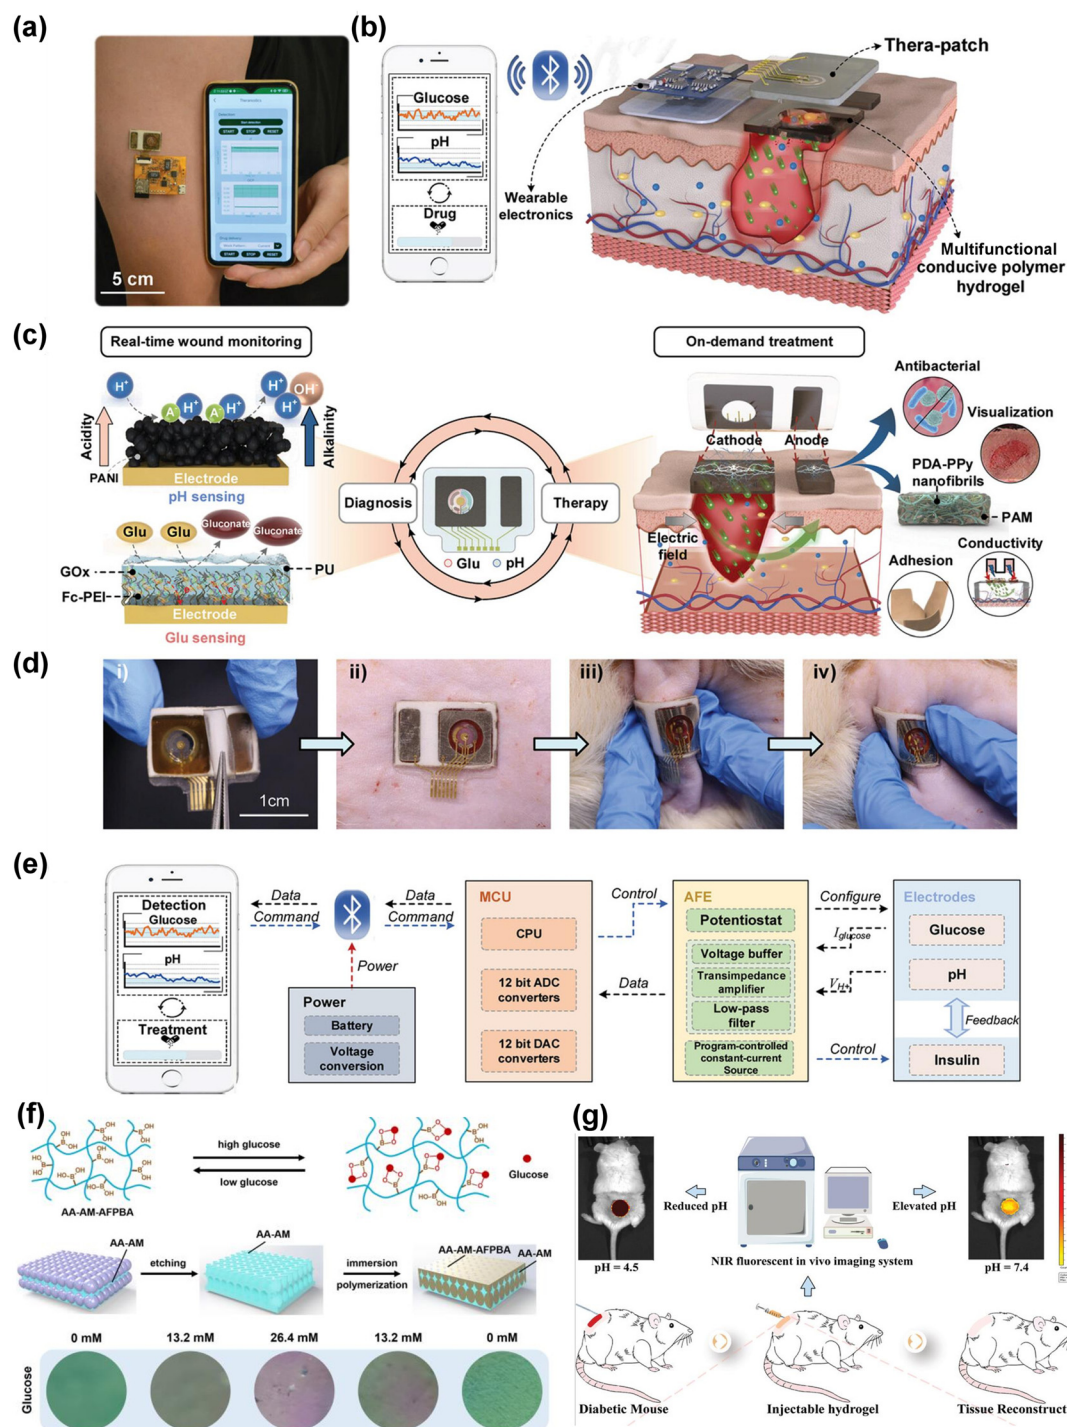 (a)
5 cm
(b)
Glucose
pH
Drug
Wearable
electronics
Thera-patch
Multifunctional
conducive polymer
hydrogel
(c)
Real-time wound monitoring
On-demand treatment
H⁺
H⁺
H⁺
H⁺
OH⁻
A⁻
A⁻
Acidity
Alkalinity
PANI
Electrode
pH sensing
Glu
Glu
Gluconate
Gluconate
GOx
PU
Fc-PEI
Electrode
Glu sensing
Diagnosis
Therapy
Glu
pH
Cathode
Anode
Electric
field
Antibacterial
Visualization
PDA-PPy
nanofibrils
PAM
Conductivity
Adhesion
(d)
i)
ii)
iii)
iv)
1cm
(e)
Detection
Glucose
pH
Treatment
Data
Command
Data
Command
Power
Power
Battery
Voltage
conversion
MCU
CPU
12 bit ADC
converters
12 bit DAC
converters
Control
Data
AFE
Potentiostat
Voltage buffer
Transimpedance
amplifier
Low-pass
filter
Program-controlled
constant-current
Source
Configure
I glucose
V H⁺
Control
Electrodes
Glucose
pH
Feedback
Insulin
(f)
high glucose
low glucose
Glucose
AA-AM-AFPBA
AA-AM
etching
AA-AM
immersion
polymerization
AA-AM-AFPBA
AA-AM
0 mM
13.2 mM
26.4 mM
13.2 mM
0 mM
Glucose
(g)
Reduced pH
Elevated pH
pH = 4.5
NIR fluorescent in vivo imaging system
pH = 7.4
Diabetic Mouse
Injectable hydrogel
Tissue Reconstruct